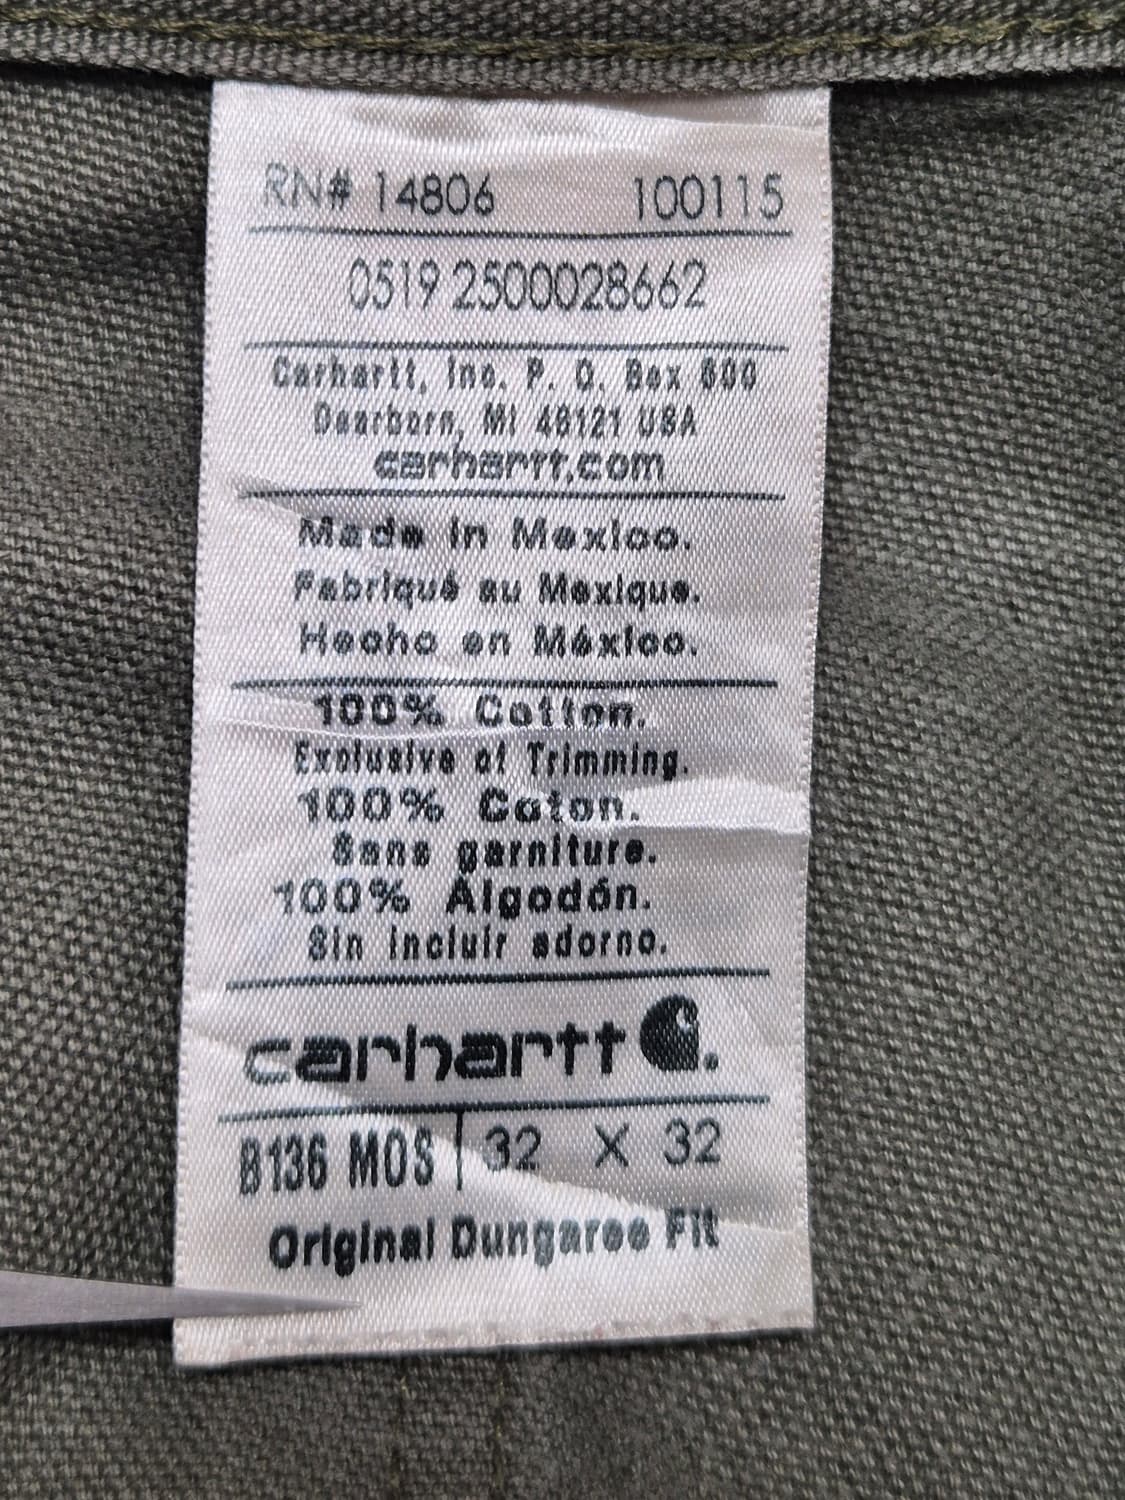 RN# 14806 100115
0519 2500028662
Carhartt, Inc. P. O. Box 600
Dearborn, MI 48121 USA
carhartt.com
Made in Mexico.
Fabriqué au Mexique.
Hecho en México.
100% Cotton.
Exclusive of Trimming.
100% Coton.
Sans garniture.
100% Algodón.
Sin incluir adorno.
carhartt.
B136 MOS 32 X 32
Original Dungaree Fit